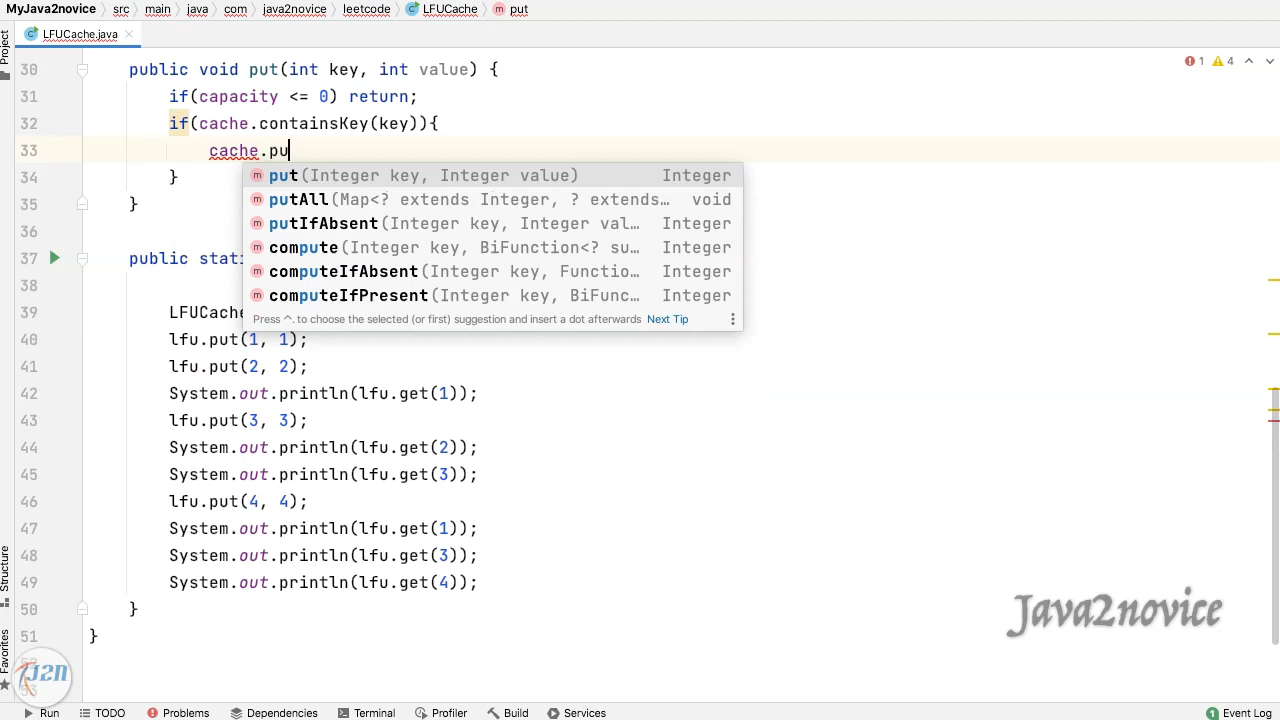 MyJava2novice src main java com java2novice leetcode LFUCache put
LFUCache.java
Project
30 public void put(int key, int value) {
1 4
31 if(capacity <= 0) return;
32 if(cache.containsKey(key)){
33 cache.pu
put(Integer key, Integer value) Integer
putAll(Map<? extends Integer, ? extends… void
putIfAbsent(Integer key, Integer val… Integer
compute(Integer key, BiFunction<? su… Integer
computeIfAbsent(Integer key, Functio… Integer
computeIfPresent(Integer key, BiFunc… Integer
Press ^. to choose the selected (or first) suggestion and insert a dot afterwards Next Tip
34 }
35 }
36
37 public stati
38
39 LFUCache
40 lfu.put(1, 1);
41 lfu.put(2, 2);
42 System.out.println(lfu.get(1));
43 lfu.put(3, 3);
44 System.out.println(lfu.get(2));
45 System.out.println(lfu.get(3));
46 lfu.put(4, 4);
47 System.out.println(lfu.get(1));
48 System.out.println(lfu.get(3));
49 System.out.println(lfu.get(4));
50 }
51 }
Structure
Favorites
Java2novice
J2N
Run TODO Problems Dependencies Terminal Profiler Build Services 1 Event Log